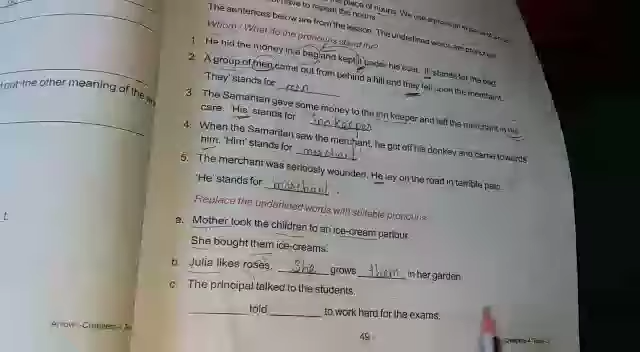 place of nouns. We use
to repeat the nouns.
The sentences below are from the lesson. The underlined words are pronouns.
Whom / What do the pronouns stand for?
1. He hid the money in a bag and kept it under his coat. 'It' stands for the bag.
2. A group of men came out from behind a hill and they fell upon the merchant.
'They' stands for men
3. The Samaritan gave some money to the inn keeper and left the merchant in his
care. 'His' stands for innkeeper
4. When the Samaritan saw the merchant, he got off his donkey and came towards
him. 'Him' stands for merchant
5. The merchant was seriously wounded. He lay on the road in terrible pain.
'He' stands for merchant.
Replace the underlined words with suitable pronouns.
a. Mother took the children to an ice-cream parlour.
She bought them ice-creams.
b. Julia likes roses. She grows them in her garden.
c. The principal talked to the students.
told to work hard for the exams.
49
out the other meaning of the
t.